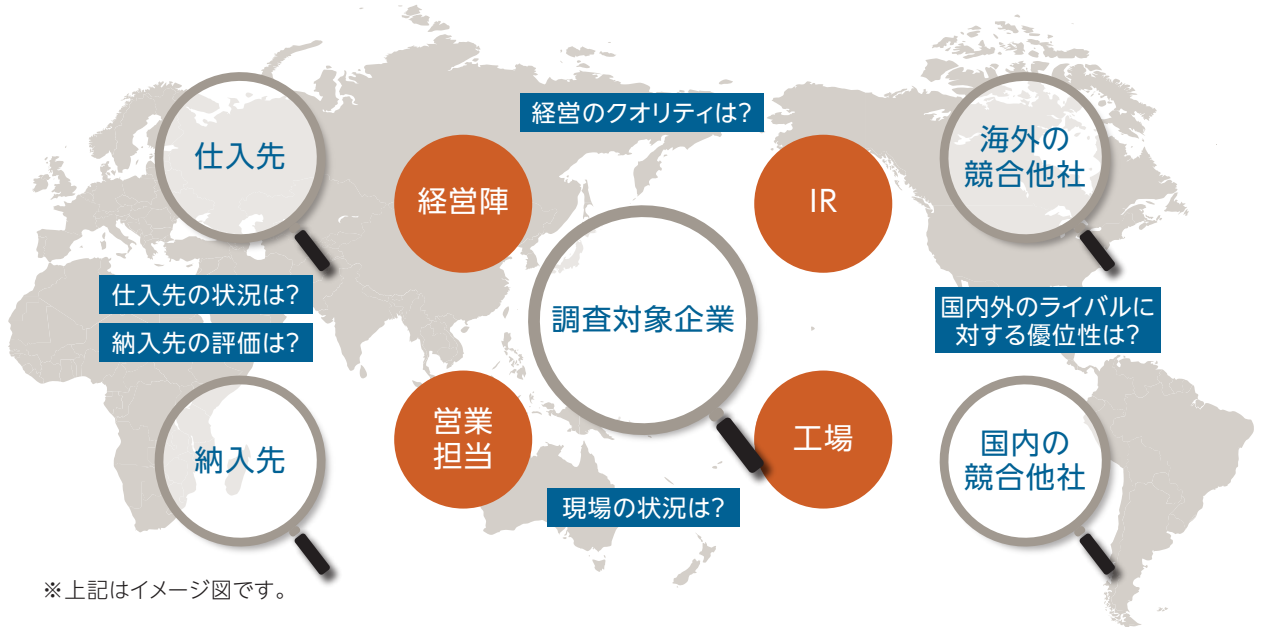 経営のクオリティは?
仕入先
経営陣
IR
海外の
競合他社
仕入先の状況は?
納入先の評価は?
調査対象企業
国内外のライバルに
対する優位性は?
納入先
営業
担当
工場
国内の
競合他社
現場の状況は?
※上記はイメージ図です。